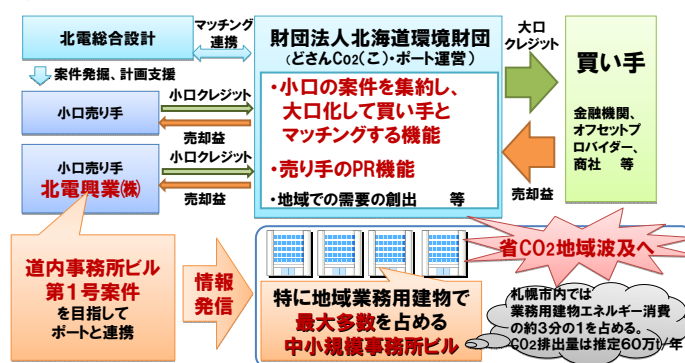 北電総合設計
マッチング
連携
財団法人北海道環境財団
（どさんCo2（こ）・ポート運営）
大口
クレジット
買い手
案件発掘、計画支援
・小口の案件を集約し、
大口化して買い手と
マッチングする機能
・売り手のPR機能
・地域での需要の創出　等
小口売り手
小口クレジット
売却益
小口売り手
北電興業㈱
小口クレジット
売却益
金融機関、
オフセットプ
ロバイダー、
商社　等
売却益
省CO2地域波及へ
道内事務所ビル
第1号案件
を目指して
ポートと連携
情報
発信
特に地域業務用建物で
最大多数を占める
中小規模事務所ビル
札幌市内では
業務用建物エネルギー消費
の約3分の1を占める。
CO2排出量は推定60万t/年